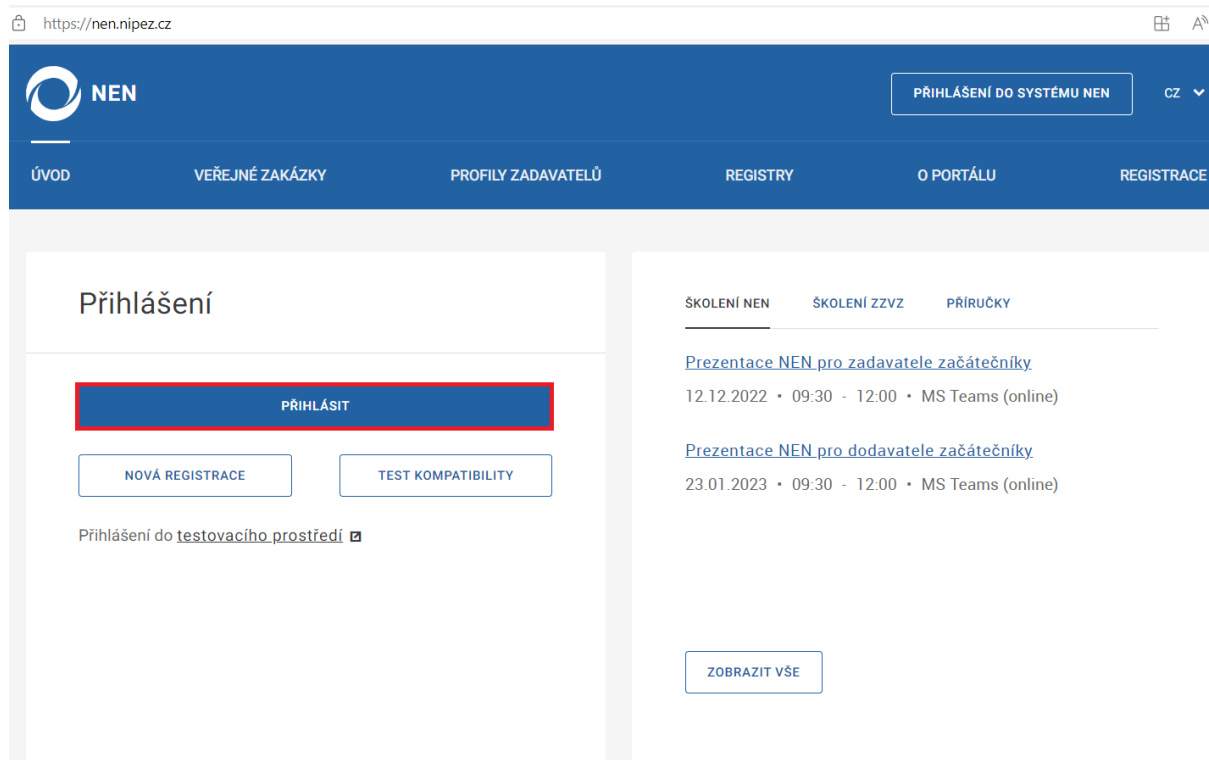 https://nen.nipez.cz
NEN
PŘIHLÁŠENÍ DO SYSTÉMU NEN
CZ
ÚVOD VEŘEJNÉ ZAKÁZKY PROFILY ZADAVATELŮ REGISTRY O PORTÁLU REGISTRACE
Přihlášení
PŘIHLÁSIT
NOVÁ REGISTRACE TEST KOMPATIBILITY
Přihlášení do testovacího prostředí
ŠKOLENÍ NEN ŠKOLENÍ ZZVZ PŘÍRUČKY
Prezentace NEN pro zadavatele začátečníky
12.12.2022 • 09:30 - 12:00 • MS Teams (online)
Prezentace NEN pro dodavatele začátečníky
23.01.2023 • 09:30 - 12:00 • MS Teams (online)
ZOBRAZIT VŠE